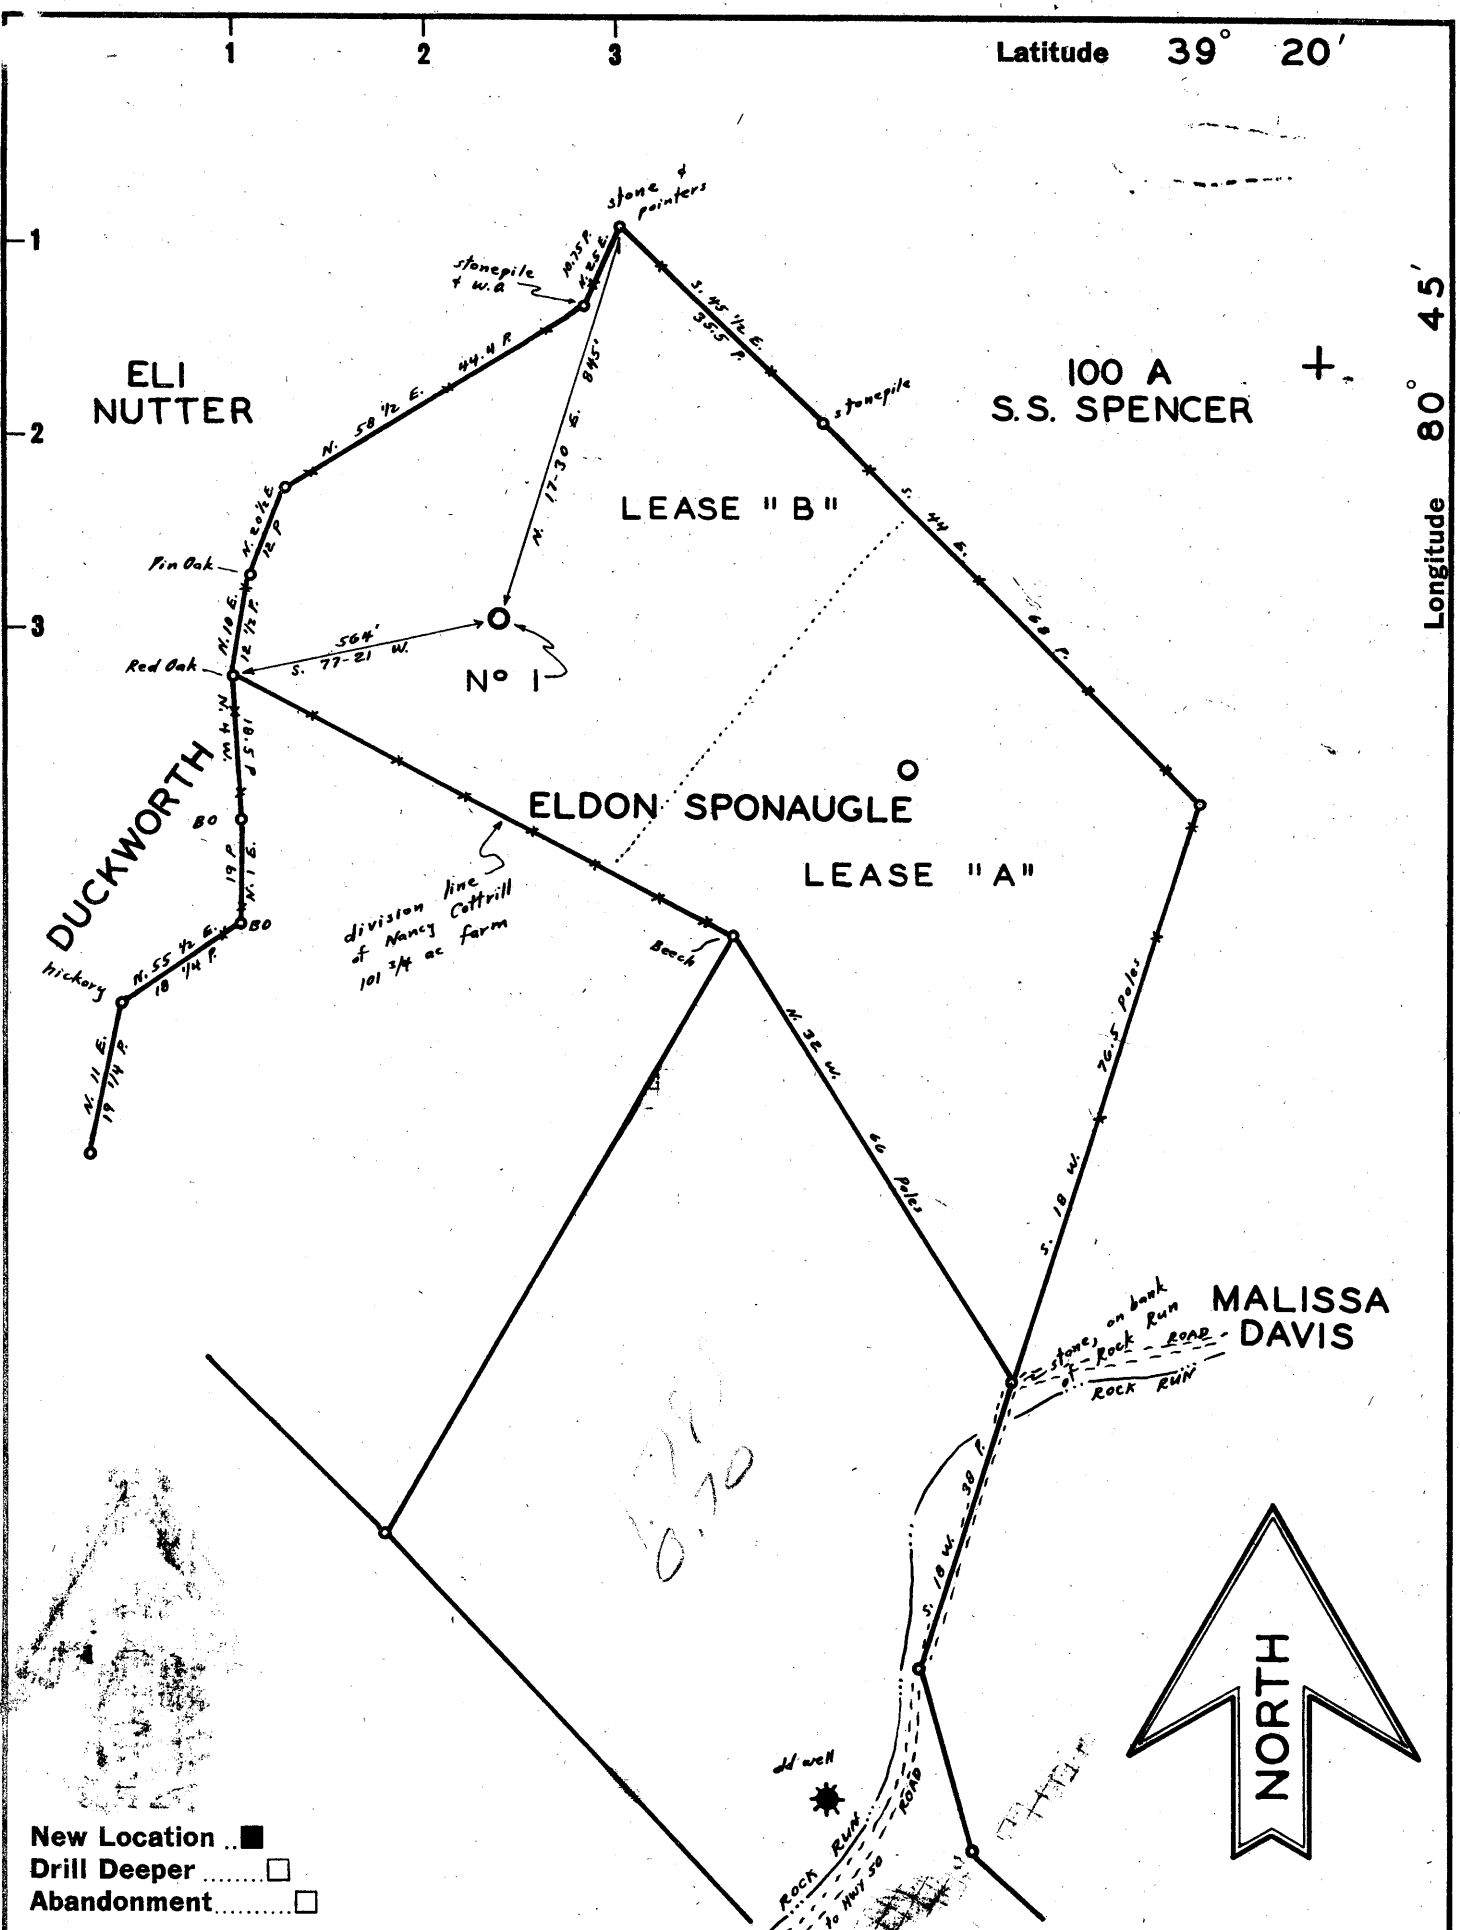 1 2 3 Latitude 39° 20'
1
2
3
Longitude 80° 45'
stone &
pointers
10.75 P.
N. 25 E.
stonepile
& w.a
S. 45 1/2 E.
35.5 P.
ELI
NUTTER
N. 58 1/2 E. 44.4 P.
845'
N. 17-30 E.
100 A
S.S. SPENCER
stonepile
LEASE "B"
S. 44 E. 68 P.
N. 20 1/2 E.
12 P
Pin Oak
N. 10 E.
12 1/2 P.
Red Oak
564'
S. 77-21 W.
Nº 1
N. 4 W.
18.5 P
DUCKWORTH
BO
19 P.
N. 1 E.
BO
ELDON SPONAUGLE
LEASE "A"
division line
of Nancy Cottrill
101 3/4 ac farm
Beech
hickory
N. 55 1/2 E.
18 1/4 P.
N. 11 E.
19 1/4 P.
N. 32 W. 66 Poles
S. 18 W. 76.5 Poles
MALISSA
DAVIS
stone, on bank
of Rock Run
ROAD
ROCK RUN
S. 18 W. 38 P.
old well
ROCK RUN
ROAD
to HWY 50
NORTH
New Location ..■
Drill Deeper .......□
Abandonment..........□